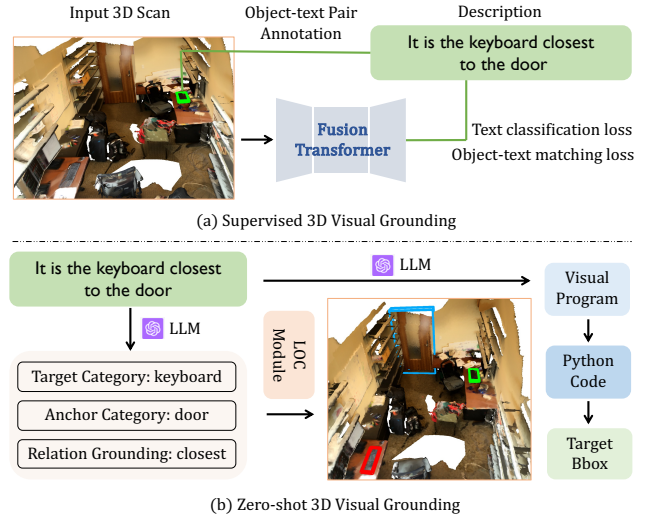 Input 3D Scan
Object-text Pair
Annotation
Description
It is the keyboard closest
to the door
Fusion
Transformer
Text classification loss
Object-text matching loss
(a) Supervised 3D Visual Grounding
It is the keyboard closest
to the door
LLM
Visual
Program
LLM
LOC
Module
Target Category: keyboard
Anchor Category: door
Relation Grounding: closest
Python
Code
Target
Bbox
(b) Zero-shot 3D Visual Grounding